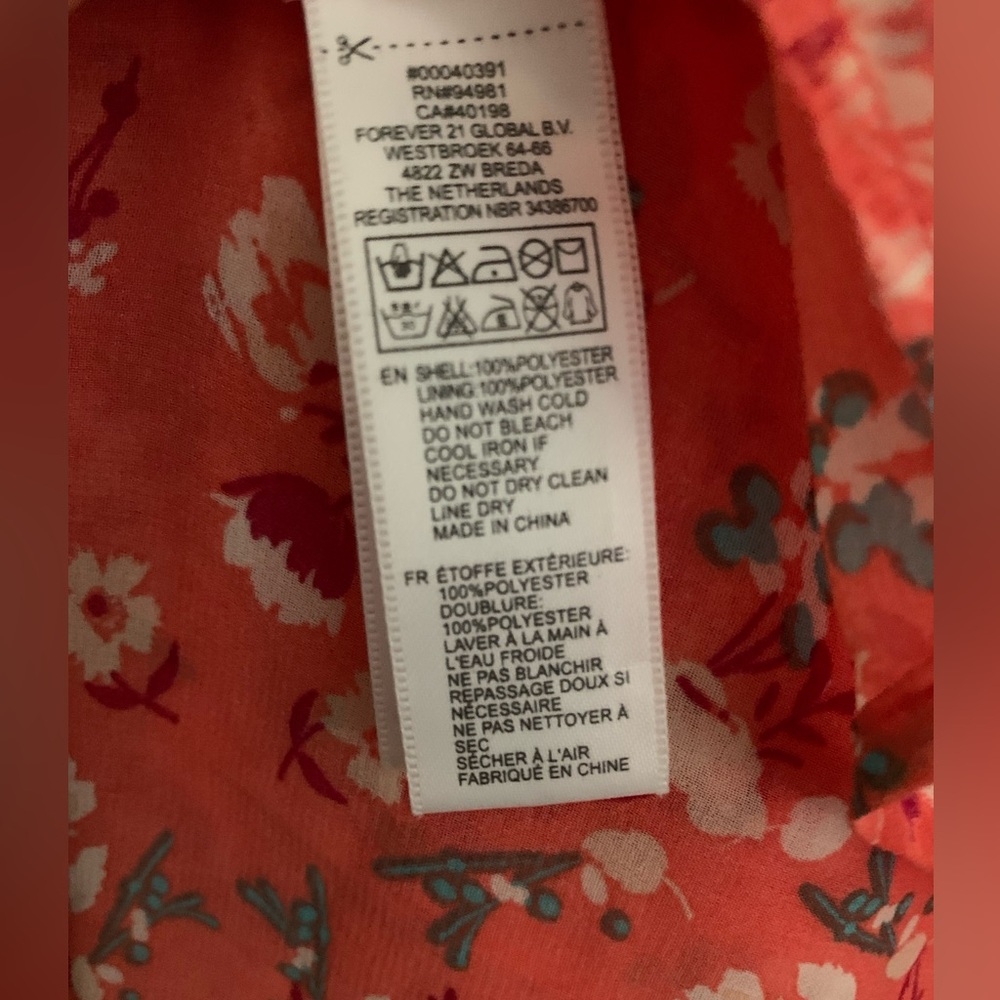 #00040391
RN#94981
CA#40198
FOREVER 21 GLOBAL B.V.
WESTBROEK 64-66
4822 ZW BREDA
THE NETHERLANDS
REGISTRATION NBR 34386700
EN SHELL:100%POLYESTER
LINING:100%POLYESTER
HAND WASH COLD
DO NOT BLEACH
COOL IRON IF
NECESSARY
DO NOT DRY CLEAN
LINE DRY
MADE IN CHINA
FR ÉTOFFE EXTÉRIEURE:
100%POLYESTER
DOUBLURE:
100%POLYESTER
LAVER À LA MAIN À
L'EAU FROIDE
NE PAS BLANCHIR
REPASSAGE DOUX SI
NÉCESSAIRE
NE PAS NETTOYER À
SEC
SÉCHER À L'AIR
FABRIQUÉ EN CHINE